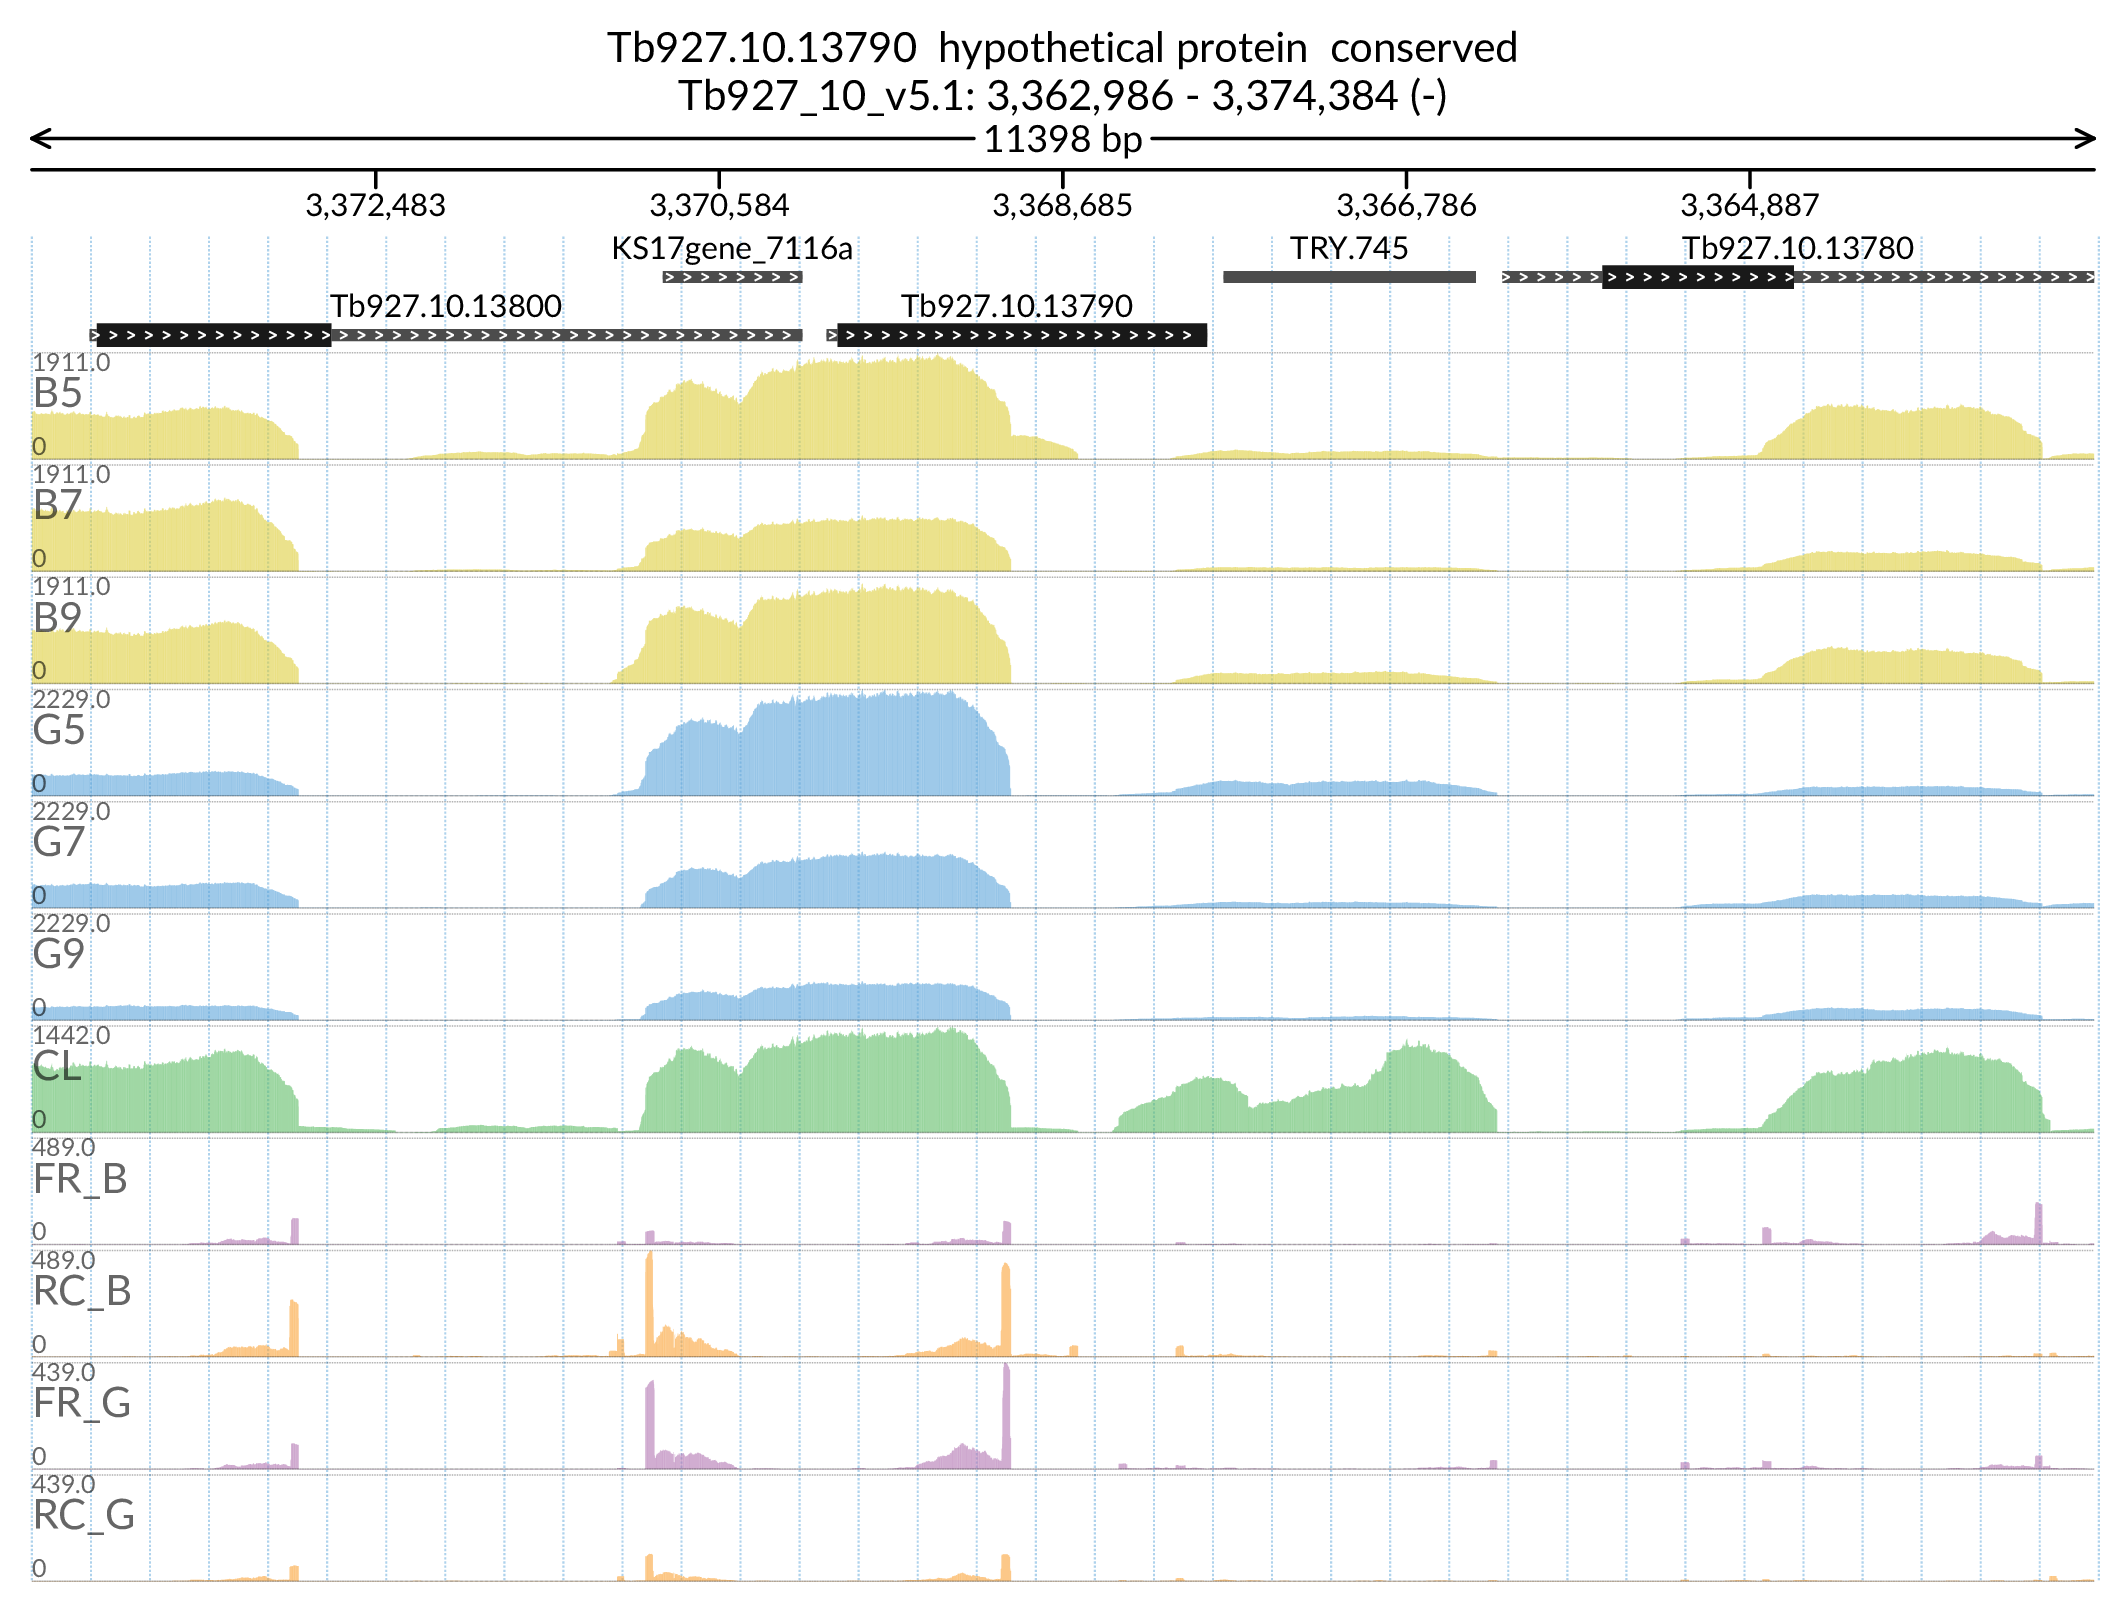 Tb927.10.13790 hypothetical protein conserved
Tb927_10_v5.1: 3,362,986 - 3,374,384 (-)
11398 bp
3,372,483 3,370,584 3,368,685 3,366,786 3,364,887
KS17gene_7116a TRY.745 Tb927.10.13780
Tb927.10.13800 Tb927.10.13790
1911.0
B5
0
1911.0
B7
0
1911.0
B9
0
2229.0
G5
0
2229.0
G7
0
2229.0
G9
0
1442.0
CL
0
489.0
FR_B
0
489.0
RC_B
0
439.0
FR_G
0
439.0
RC_G
0